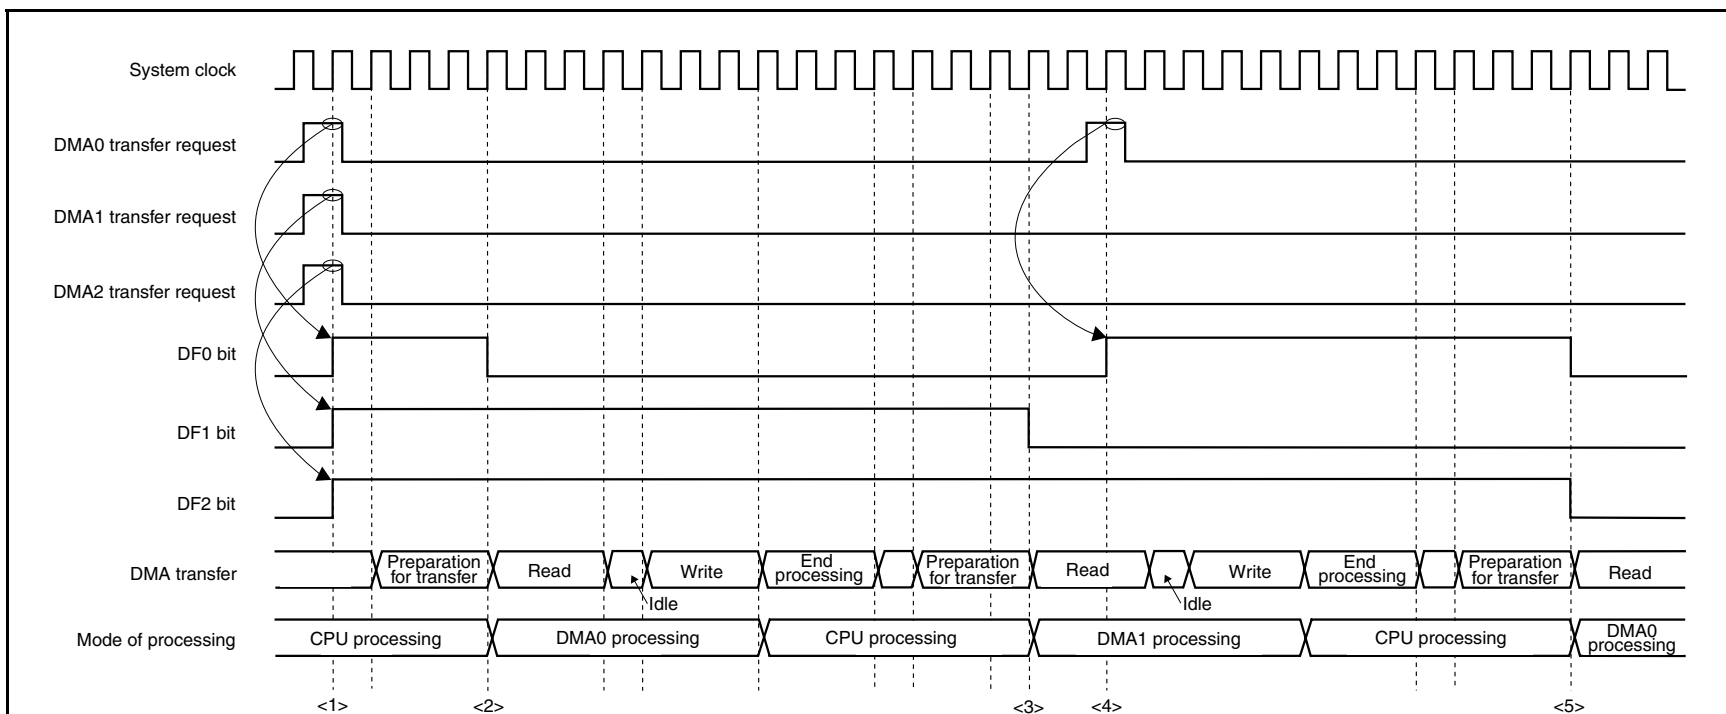 System clock
DMA0 transfer request
DMA1 transfer request
DMA2 transfer request
DF0 bit
DF1 bit
DF2 bit
DMA transfer
Preparation
for transfer
Read
Idle
Write
End
processing
Preparation
for transfer
Read
Idle
Write
End
processing
Preparation
for transfer
Read
Mode of processing
CPU processing
DMA0 processing
CPU processing
DMA1 processing
CPU processing
DMA0
processing
<1>
<2>
<3>
<4>
<5>